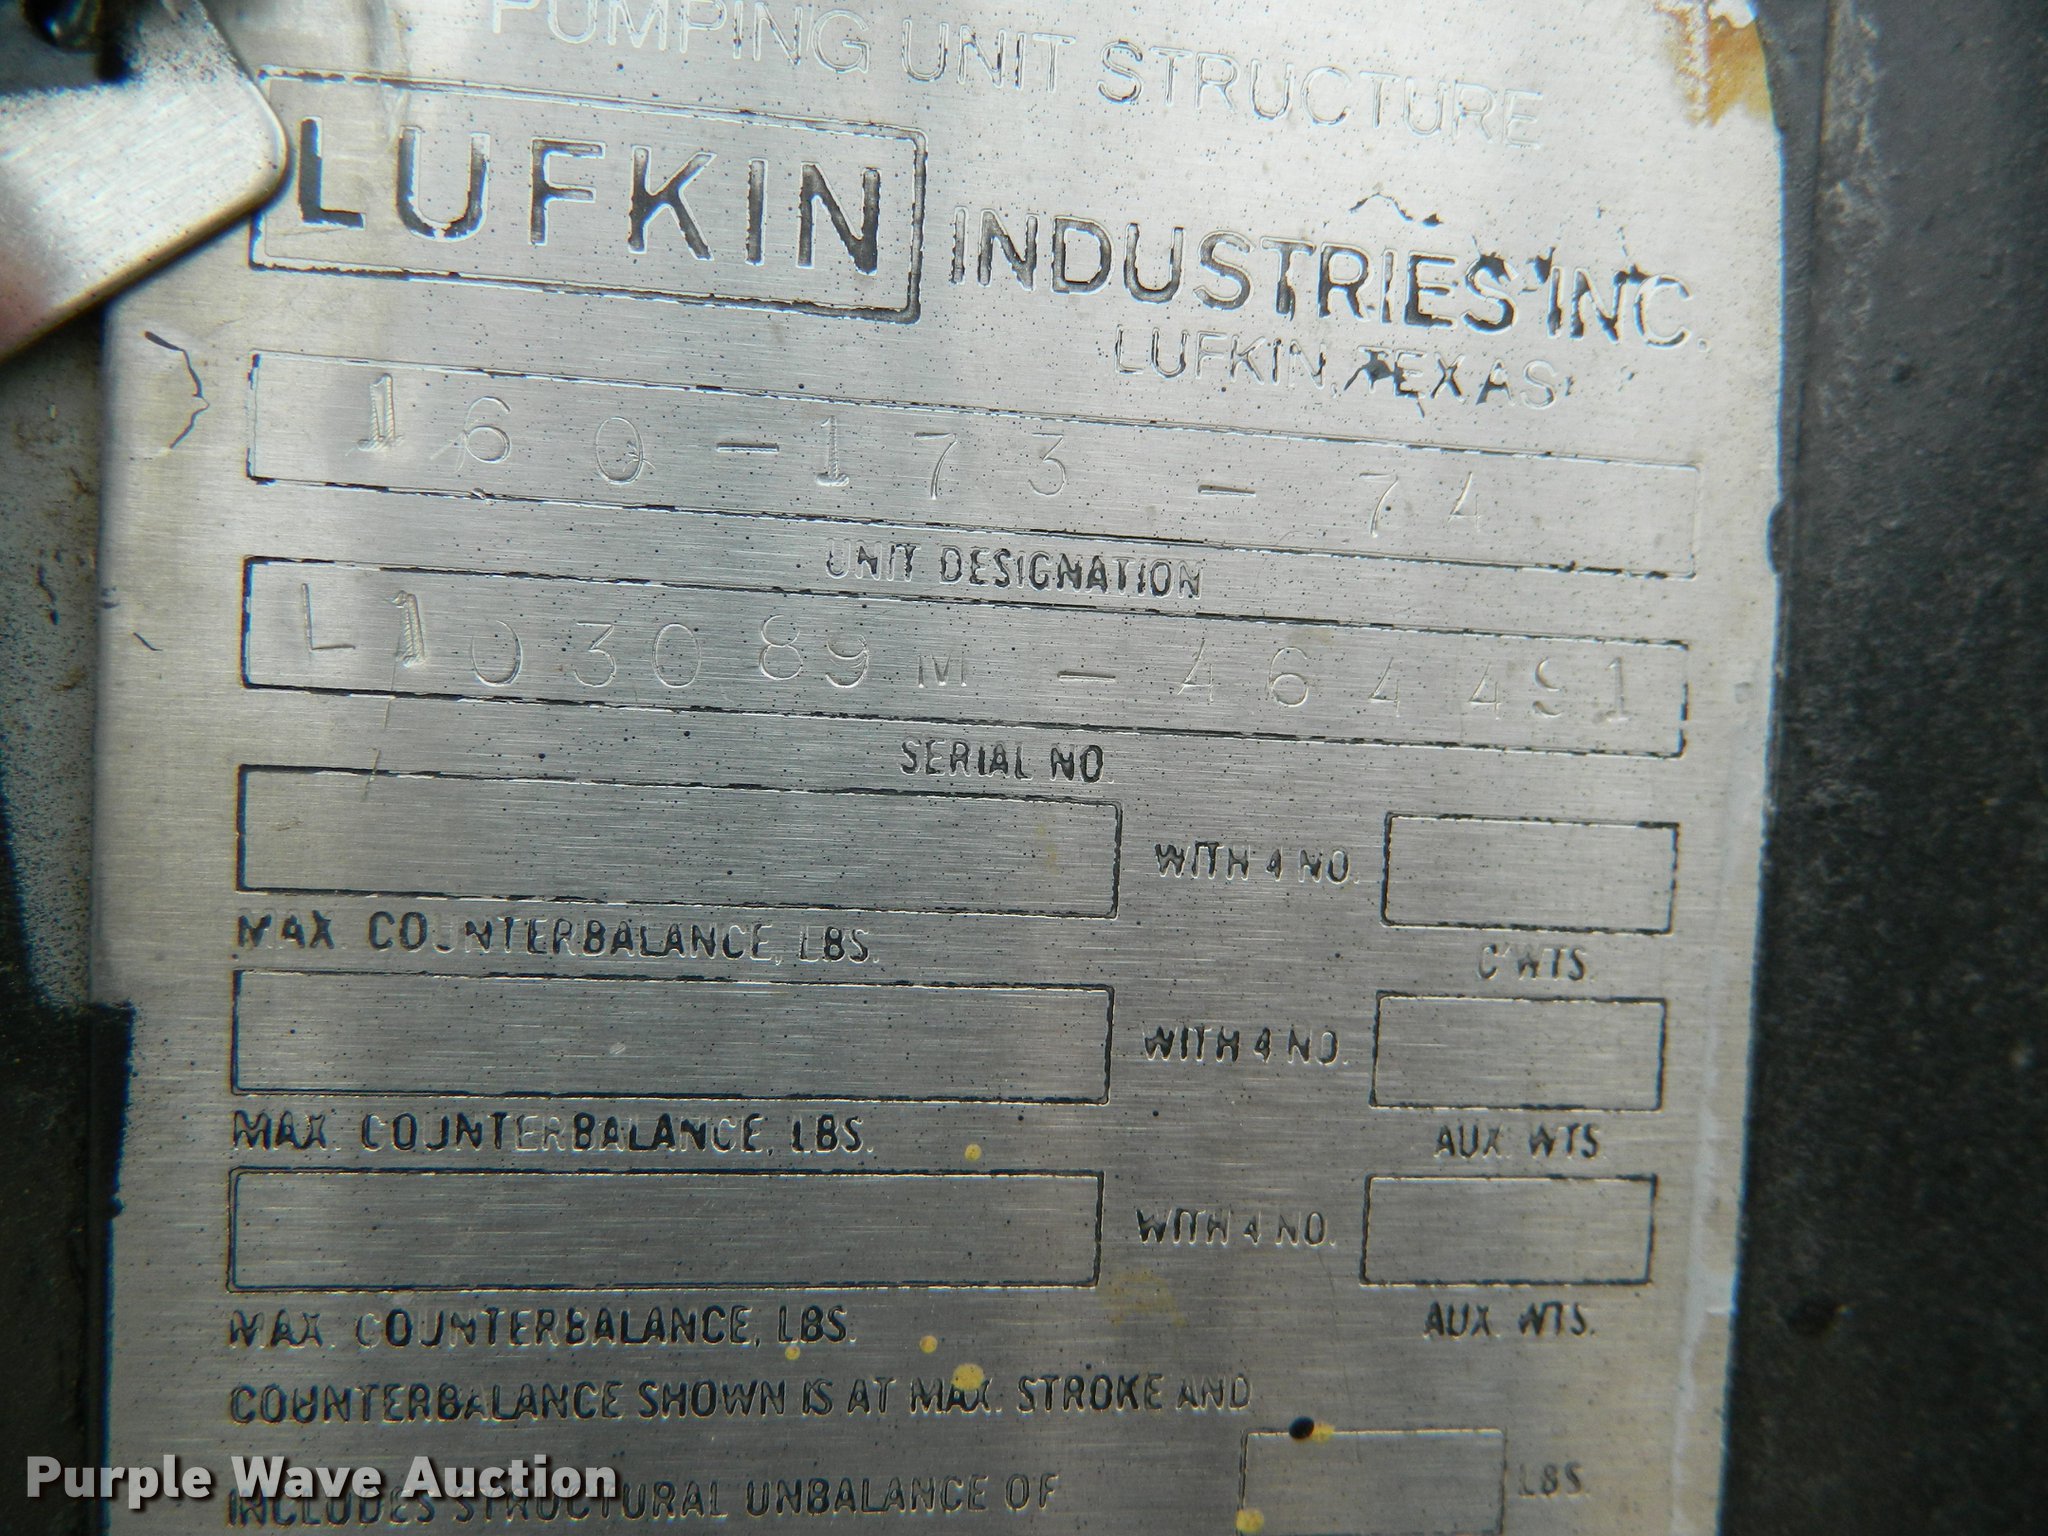 PUMPING UNIT STRUCTURE
LUFKIN INDUSTRIES INC.
LUFKIN, TEXAS
160-173-74
UNIT DESIGNATION
L103089M-464491
SERIAL NO.
WITH 4 NO.
MAX. COUNTERBALANCE, LBS.
C'WTS.
WITH 4 NO.
MAX. COUNTERBALANCE, LBS.
AUX. WTS.
WITH 4 NO.
MAX. COUNTERBALANCE, LBS.
AUX. WTS.
COUNTERBALANCE SHOWN IS AT MAX. STROKE AND
INCLUDES STRUCTURAL UNBALANCE OF LBS.
Purple Wave Auction